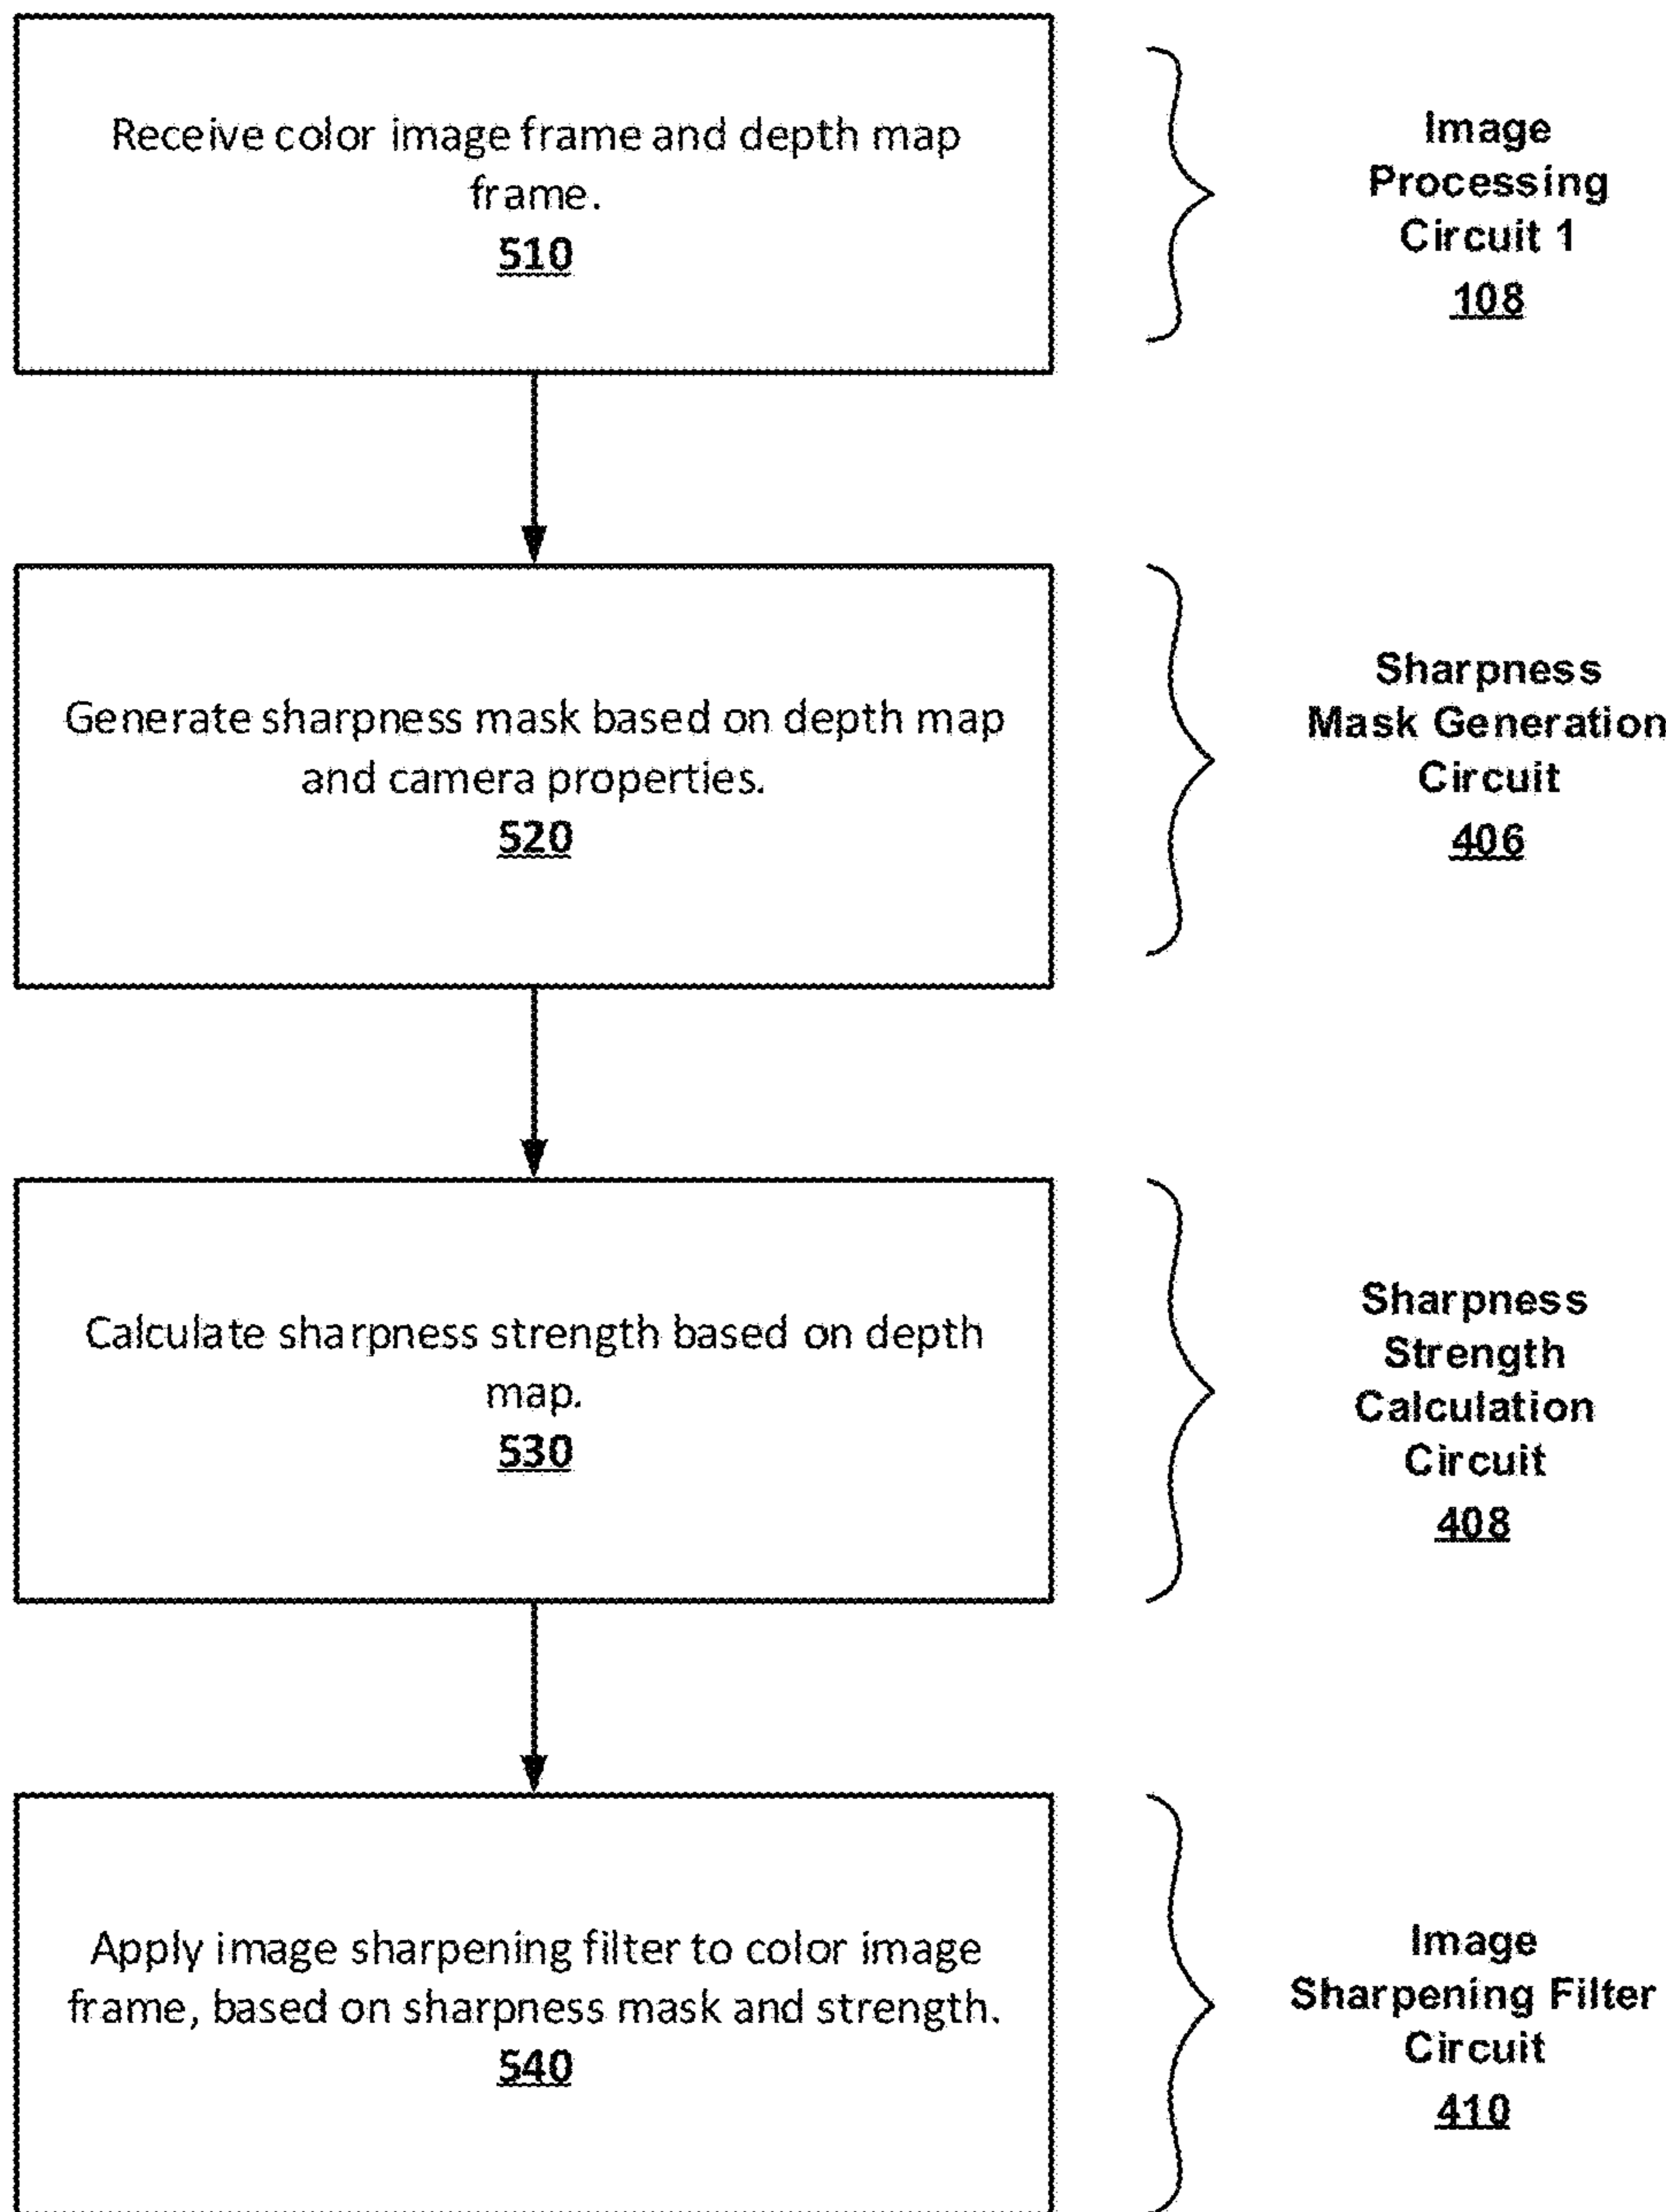 Receive color image frame and depth map
frame.
510
Image
Processing
Circuit 1
108
Generate sharpness mask based on depth map
and camera properties.
520
Sharpness
Mask Generation
Circuit
406
Calculate sharpness strength based on depth
map.
530
Sharpness
Strength
Calculation
Circuit
408
Apply image sharpening filter to color image
frame, based on sharpness mask and strength.
540
Image
Sharpening Filter
Circuit
410